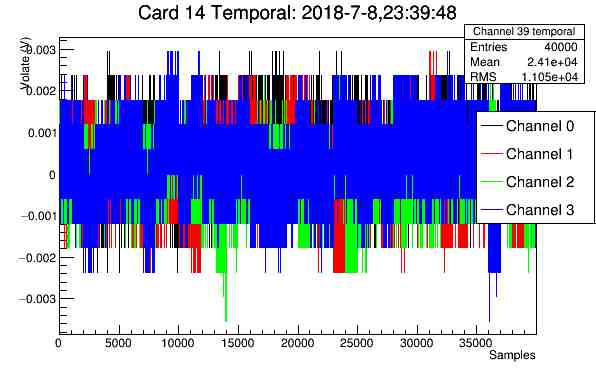 Card 14 Temporal: 2018-7-8,23:39:48
Channel 39 temporal
Entries 40000
Mean 2.41e+04
RMS 1.105e+04
Volate (V)
0.003
0.002
0.001
0
−0.001
−0.002
−0.003
Channel 0
Channel 1
Channel 2
Channel 3
0 5000 10000 15000 20000 25000 30000 35000
Samples